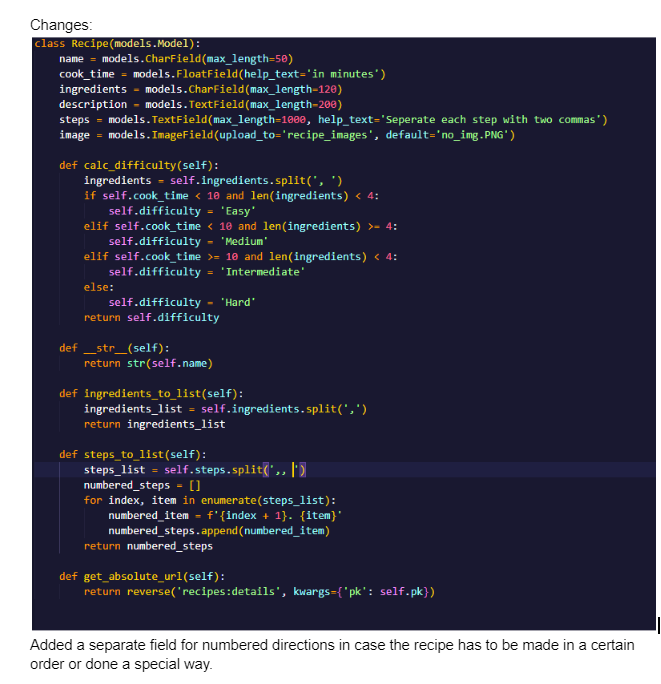 Changes:
class Recipe(models.Model):
    name = models.CharField(max_length=50)
    cook_time = models.FloatField(help_text='in minutes')
    ingredients = models.CharField(max_length=120)
    description = models.TextField(max_length=200)
    steps = models.TextField(max_length=1000, help_text='Seperate each step with two commas')
    image = models.ImageField(upload_to='recipe_images', default='no_img.PNG')
    def calc_difficulty(self):
        ingredients = self.ingredients.split(', ')
        if self.cook_time < 10 and len(ingredients) < 4:
            self.difficulty = 'Easy'
        elif self.cook_time < 10 and len(ingredients) >= 4:
            self.difficulty = 'Medium'
        elif self.cook_time >= 10 and len(ingredients) < 4:
            self.difficulty = 'Intermediate'
        else:
            self.difficulty = 'Hard'
        return self.difficulty
    def __str__(self):
        return str(self.name)
    def ingredients_to_list(self):
        ingredients_list = self.ingredients.split(',')
        return ingredients_list
    def steps_to_list(self):
        steps_list = self.steps.split(',, ')
        numbered_steps = []
        for index, item in enumerate(steps_list):
            numbered_item = f'{index + 1}. {item}'
            numbered_steps.append(numbered_item)
        return numbered_steps
    def get_absolute_url(self):
        return reverse('recipes:details', kwargs={'pk': self.pk})
Added a separate field for numbered directions in case the recipe has to be made in a certain
order or done a special way.